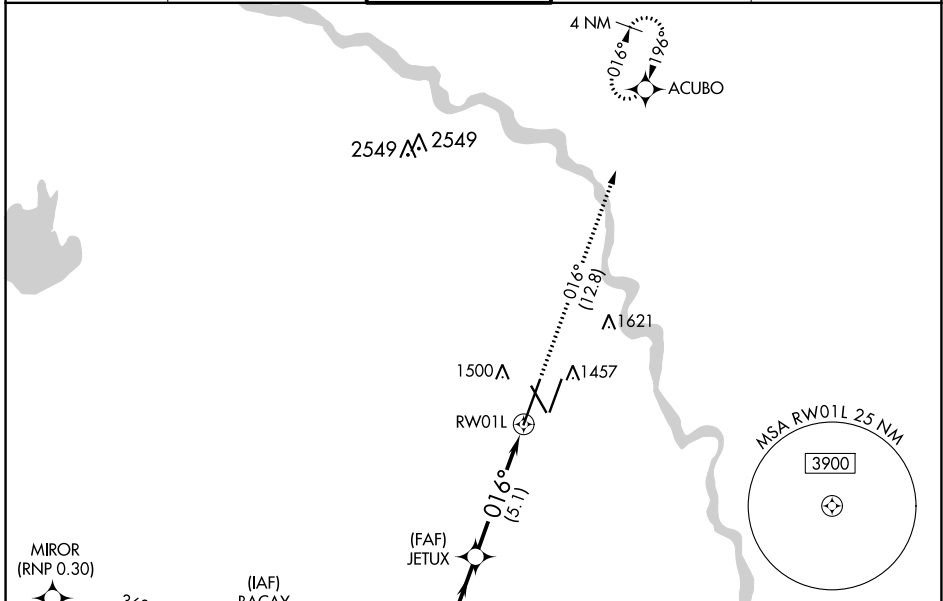 4 NM
016°
196°
ACUBO
2549
2549
016°
(12.8)
1621
1500
1457
RW01L
MSA RW01L 25 NM
3900
016°
(5.1)
(FAF)
JETUX
MIROR
(RNP 0.30)
(IAF)